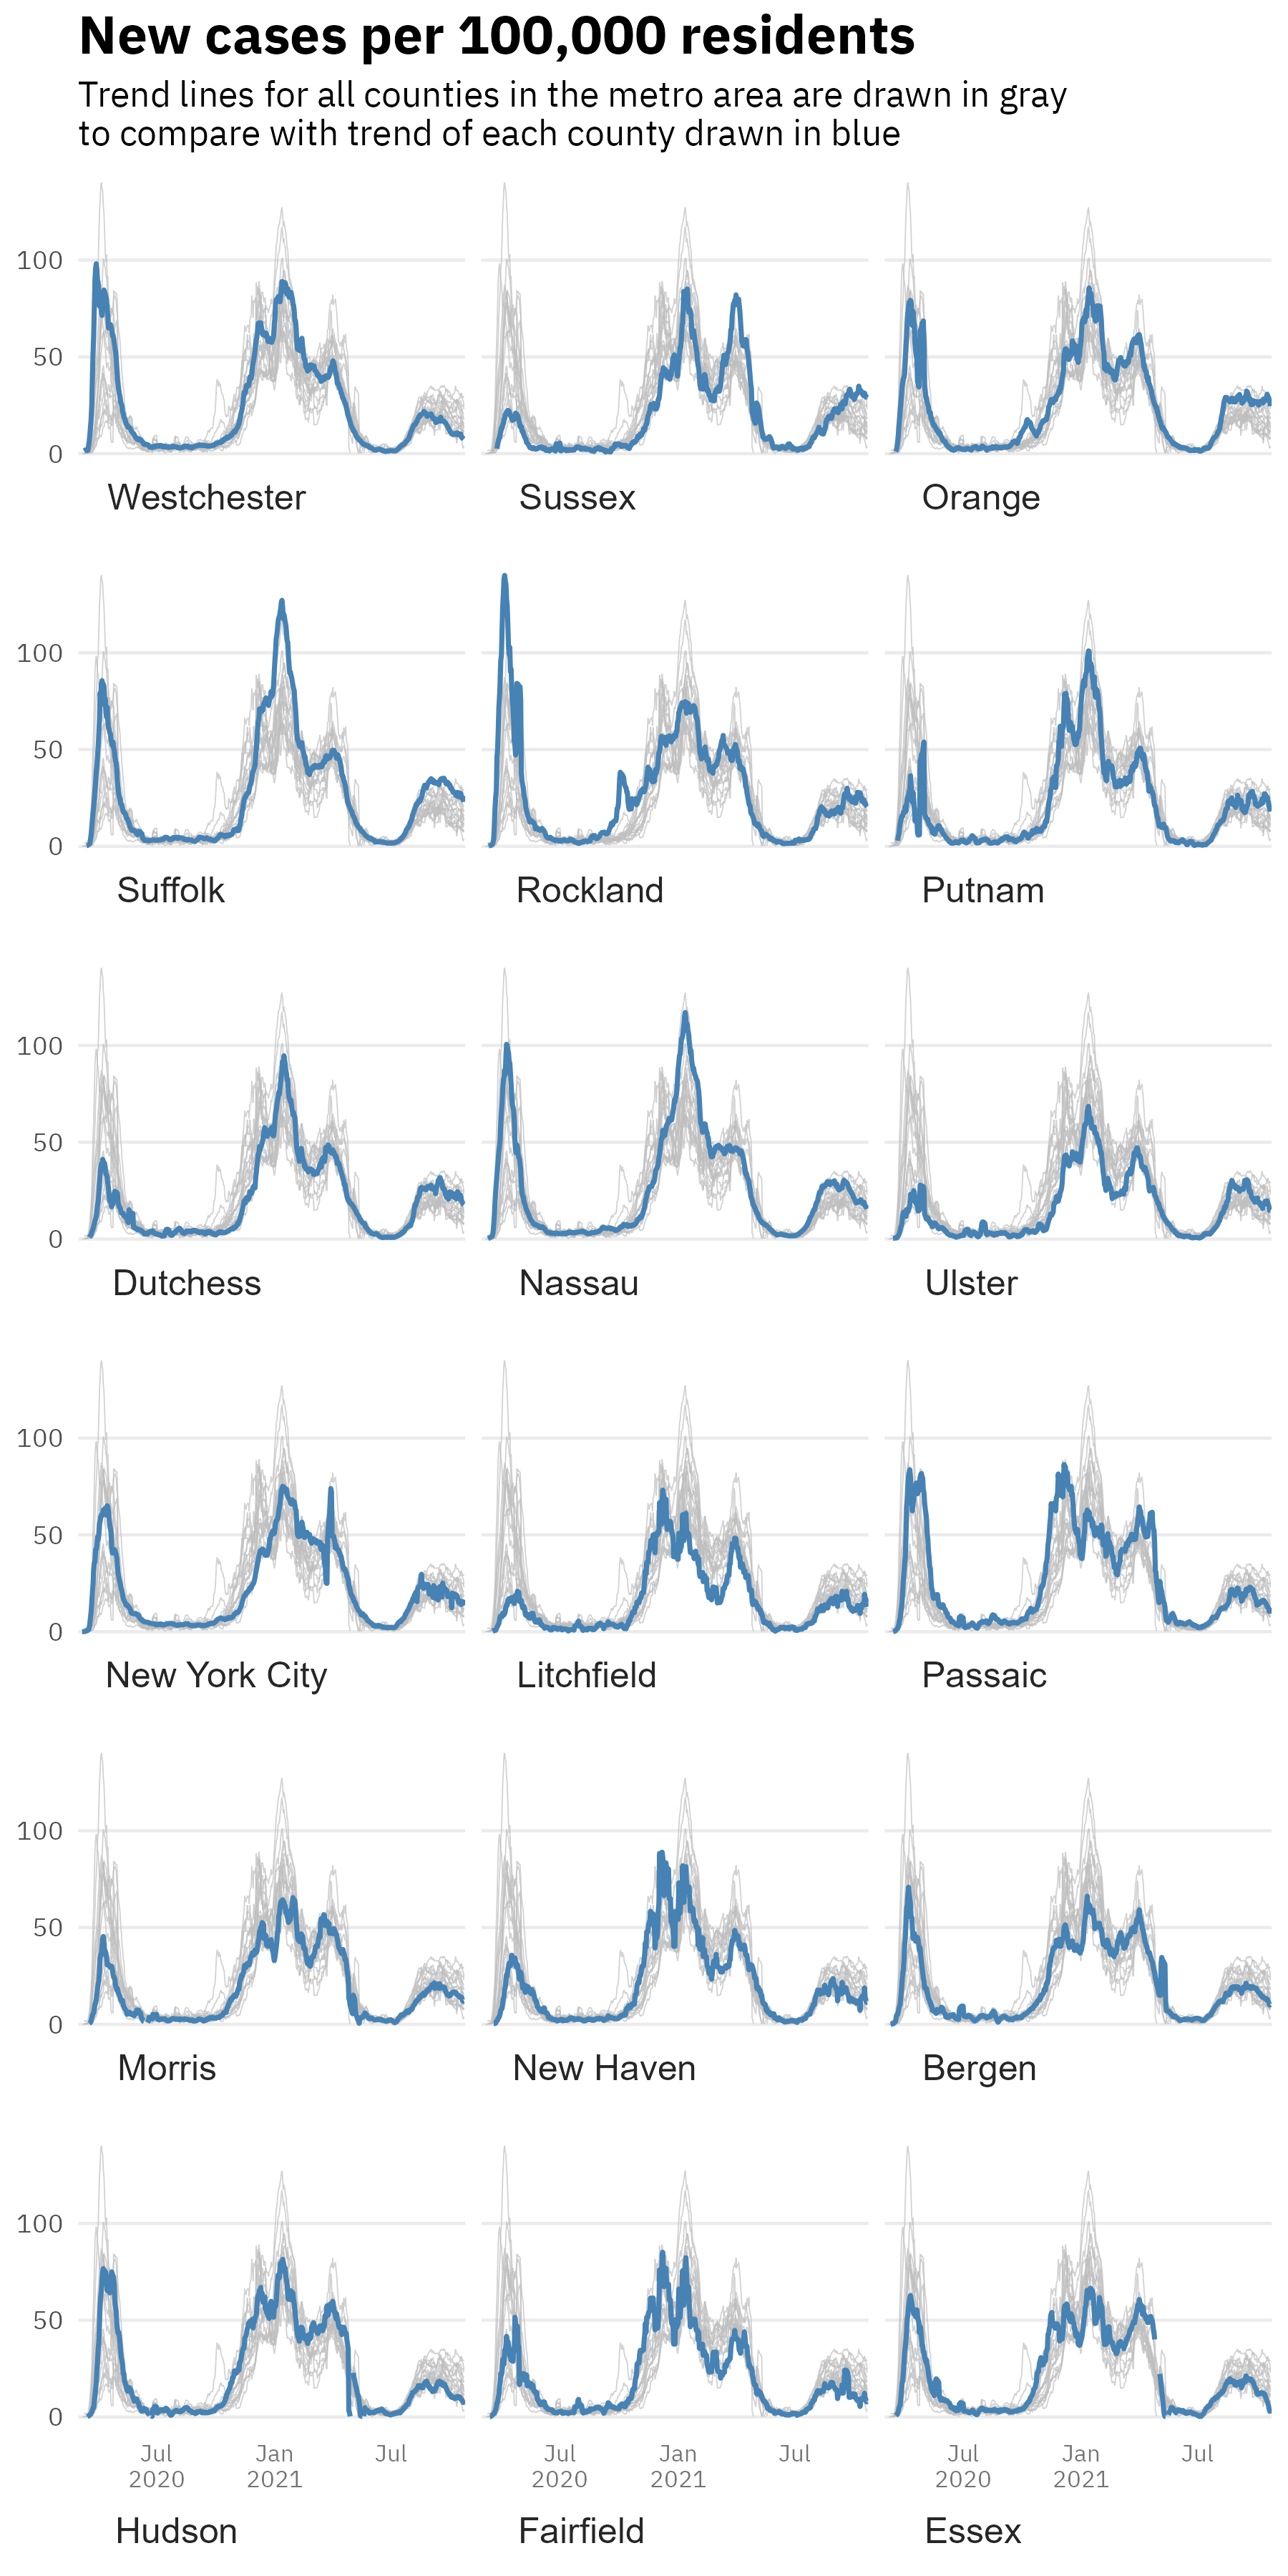 New cases per 100,000 residents
Trend lines for all counties in the metro area are drawn in gray
to compare with trend of each county drawn in blue
100
50
0
Westchester Sussex Orange
100
50
0
Suffolk Rockland Putnam
100
50
0
Dutchess Nassau Ulster
100
50
0
New York City Litchfield Passaic
100
50
0
Morris New Haven Bergen
100
50
0
Jul Jan Jul Jul Jan Jul Jul Jan Jul
2020 2021 2020 2021 2020 2021
Hudson Fairfield Essex